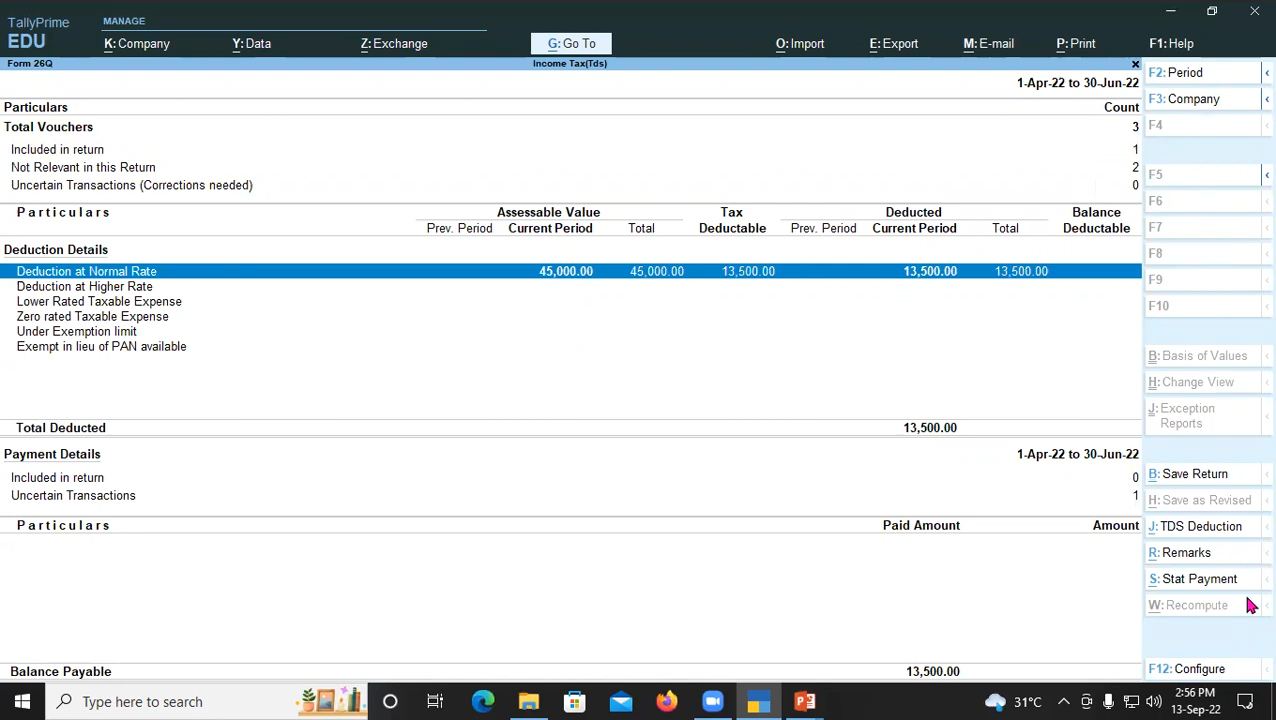 TallyPrime
EDU
MANAGE
K: Company
Y: Data
Z: Exchange
G: Go To
O: Import
E: Export
M: E-mail
P: Print
F1: Help
Form 26Q
Income Tax(Tds)
1-Apr-22 to 30-Jun-22
Particulars
Count
Total Vouchers 3
Included in return 1
Not Relevant in this Return 2
Uncertain Transactions (Corrections needed) 0
Particulars Assessable Value Tax Deducted Balance
Prev. Period Current Period Total Deductable Prev. Period Current Period Total Deductable
Deduction Details
Deduction at Normal Rate 45,000.00 45,000.00 13,500.00 13,500.00 13,500.00
Deduction at Higher Rate
Lower Rated Taxable Expense
Zero rated Taxable Expense
Under Exemption limit
Exempt in lieu of PAN available
Total Deducted 13,500.00
Payment Details 1-Apr-22 to 30-Jun-22
Included in return 0
Uncertain Transactions 1
Particulars Paid Amount Amount
Balance Payable 13,500.00
F2: Period
F3: Company
F4
F5
F6
F7
F8
F9
F10
B: Basis of Values
H: Change View
J: Exception
Reports
B: Save Return
H: Save as Revised
J: TDS Deduction
R: Remarks
S: Stat Payment
W: Recompute
F12: Configure
Type here to search
31°C
2:56 PM
13-Sep-22